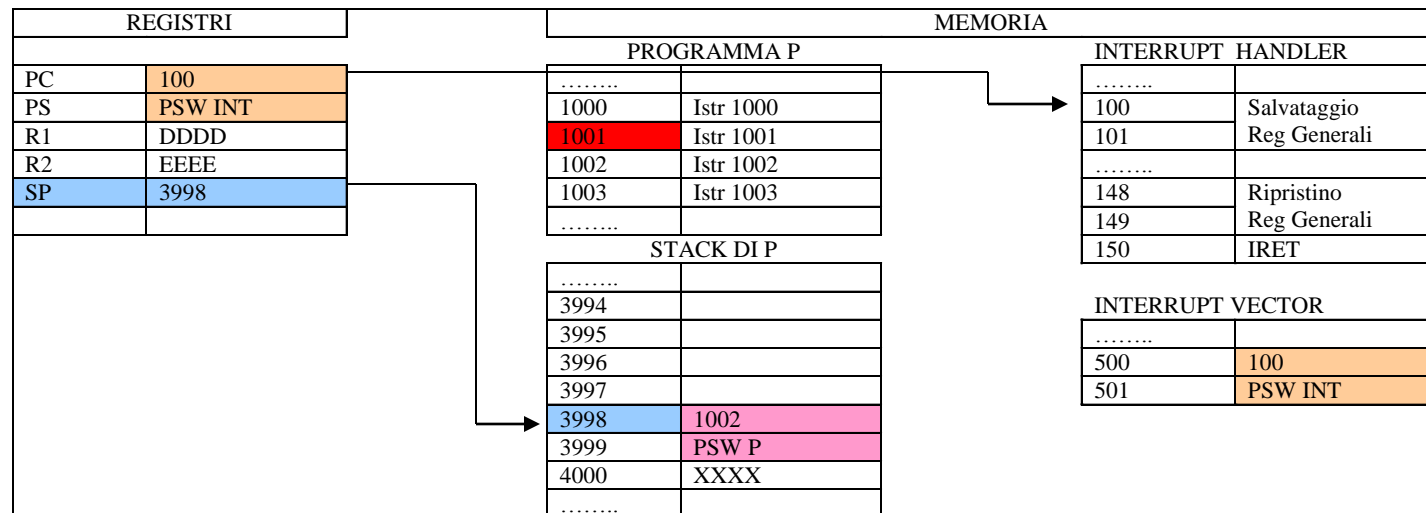 REGISTRI MEMORIA
PROGRAMMA P INTERRUPT HANDLER
PC 100 …….. ……..
PS PSW INT 1000 Istr 1000 100 Salvataggio
R1 DDDD 1001 Istr 1001 101 Reg Generali
R2 EEEE 1002 Istr 1002 ……..
SP 3998 1003 Istr 1003 148 Ripristino
…….. 149 Reg Generali
STACK DI P 150 IRET
……..
3994 INTERRUPT VECTOR
3995 ……..
3996 500 100
3997 501 PSW INT
3998 1002
3999 PSW P
4000 XXXX
……..